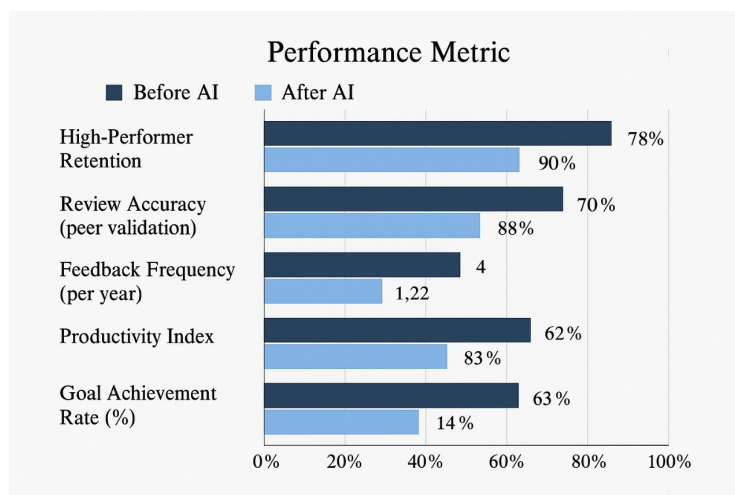 Performance Metric
Before AI
After AI
High-Performer
Retention
78%
90%
Review Accuracy
(peer validation)
70%
88%
Feedback Frequency
(per year)
4
1,22
Productivity Index
62%
83%
Goal Achievement
Rate (%)
63%
14%
0% 20% 40% 60% 80% 100%